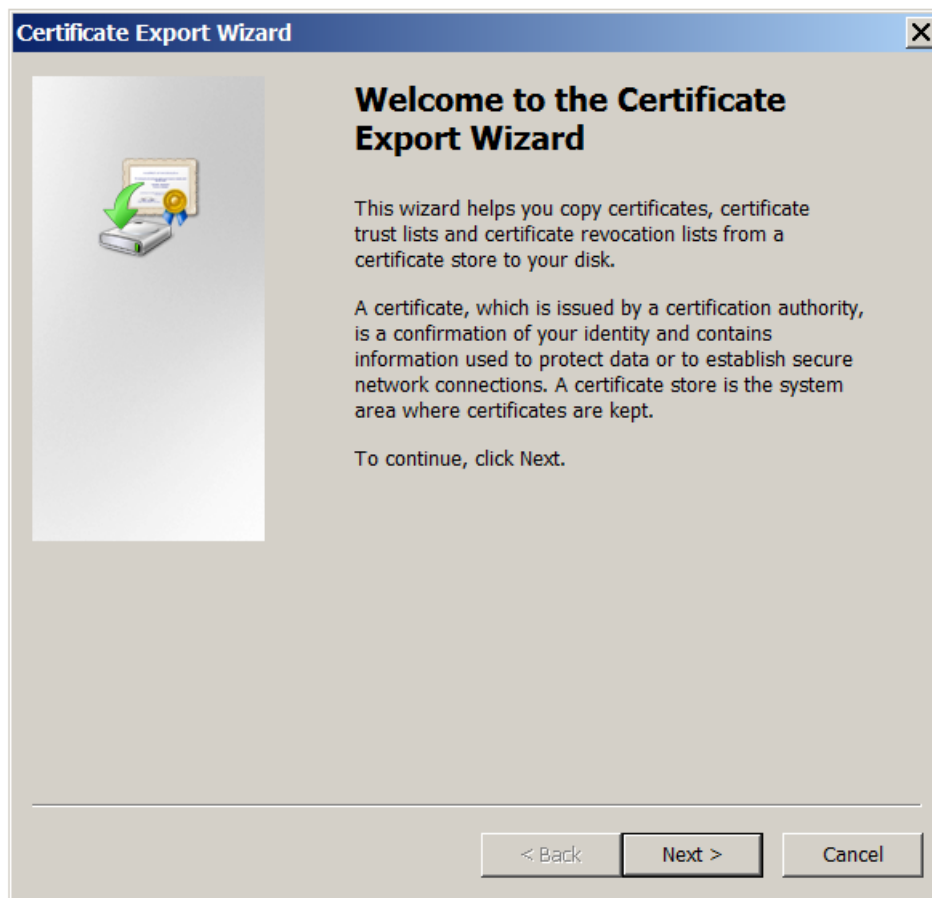 Certificate Export Wizard
Welcome to the Certificate
Export Wizard
This wizard helps you copy certificates, certificate
trust lists and certificate revocation lists from a
certificate store to your disk.
A certificate, which is issued by a certification authority,
is a confirmation of your identity and contains
information used to protect data or to establish secure
network connections. A certificate store is the system
area where certificates are kept.
To continue, click Next.
< Back Next > Cancel